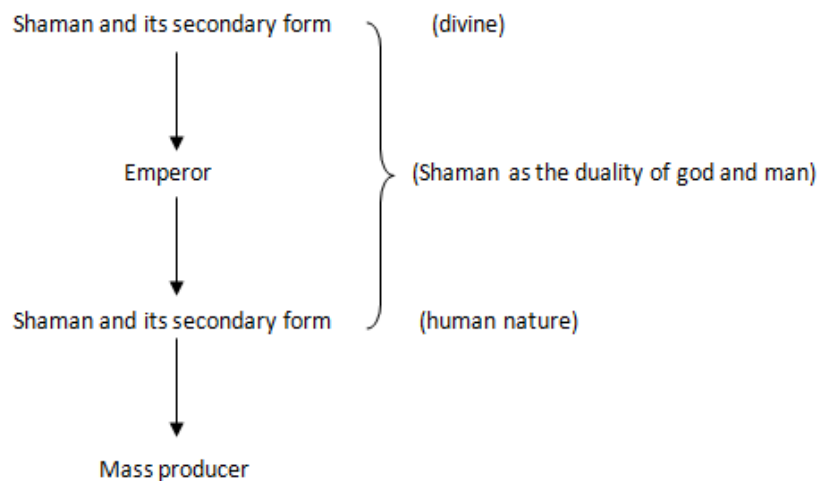 Shaman and its secondary form (divine)
Emperor (Shaman as the duality of god and man)
Shaman and its secondary form (human nature)
Mass producer